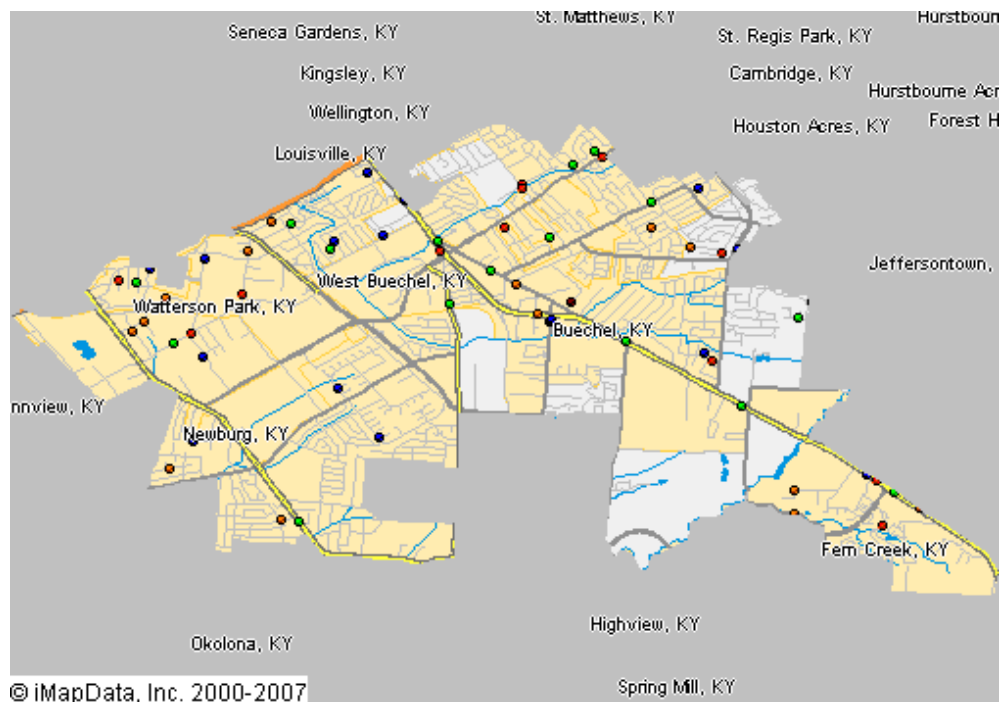 St. Matthews, KY
Hurstbourn
Seneca Gardens, KY
St. Regis Park, KY
Kingsley, KY
Cambridge, KY
Hurstbourne Acr
Wellington, KY
Forest H
Houston Acres, KY
Louisville, KY
Jeffersontown,
West Buechel, KY
Watterson Park, KY
Buechel, KY
nnview, KY
Newburg, KY
Fern Creek, KY
Highview, KY
Okolona, KY
Spring Mill, KY
© iMapData, Inc. 2000-2007